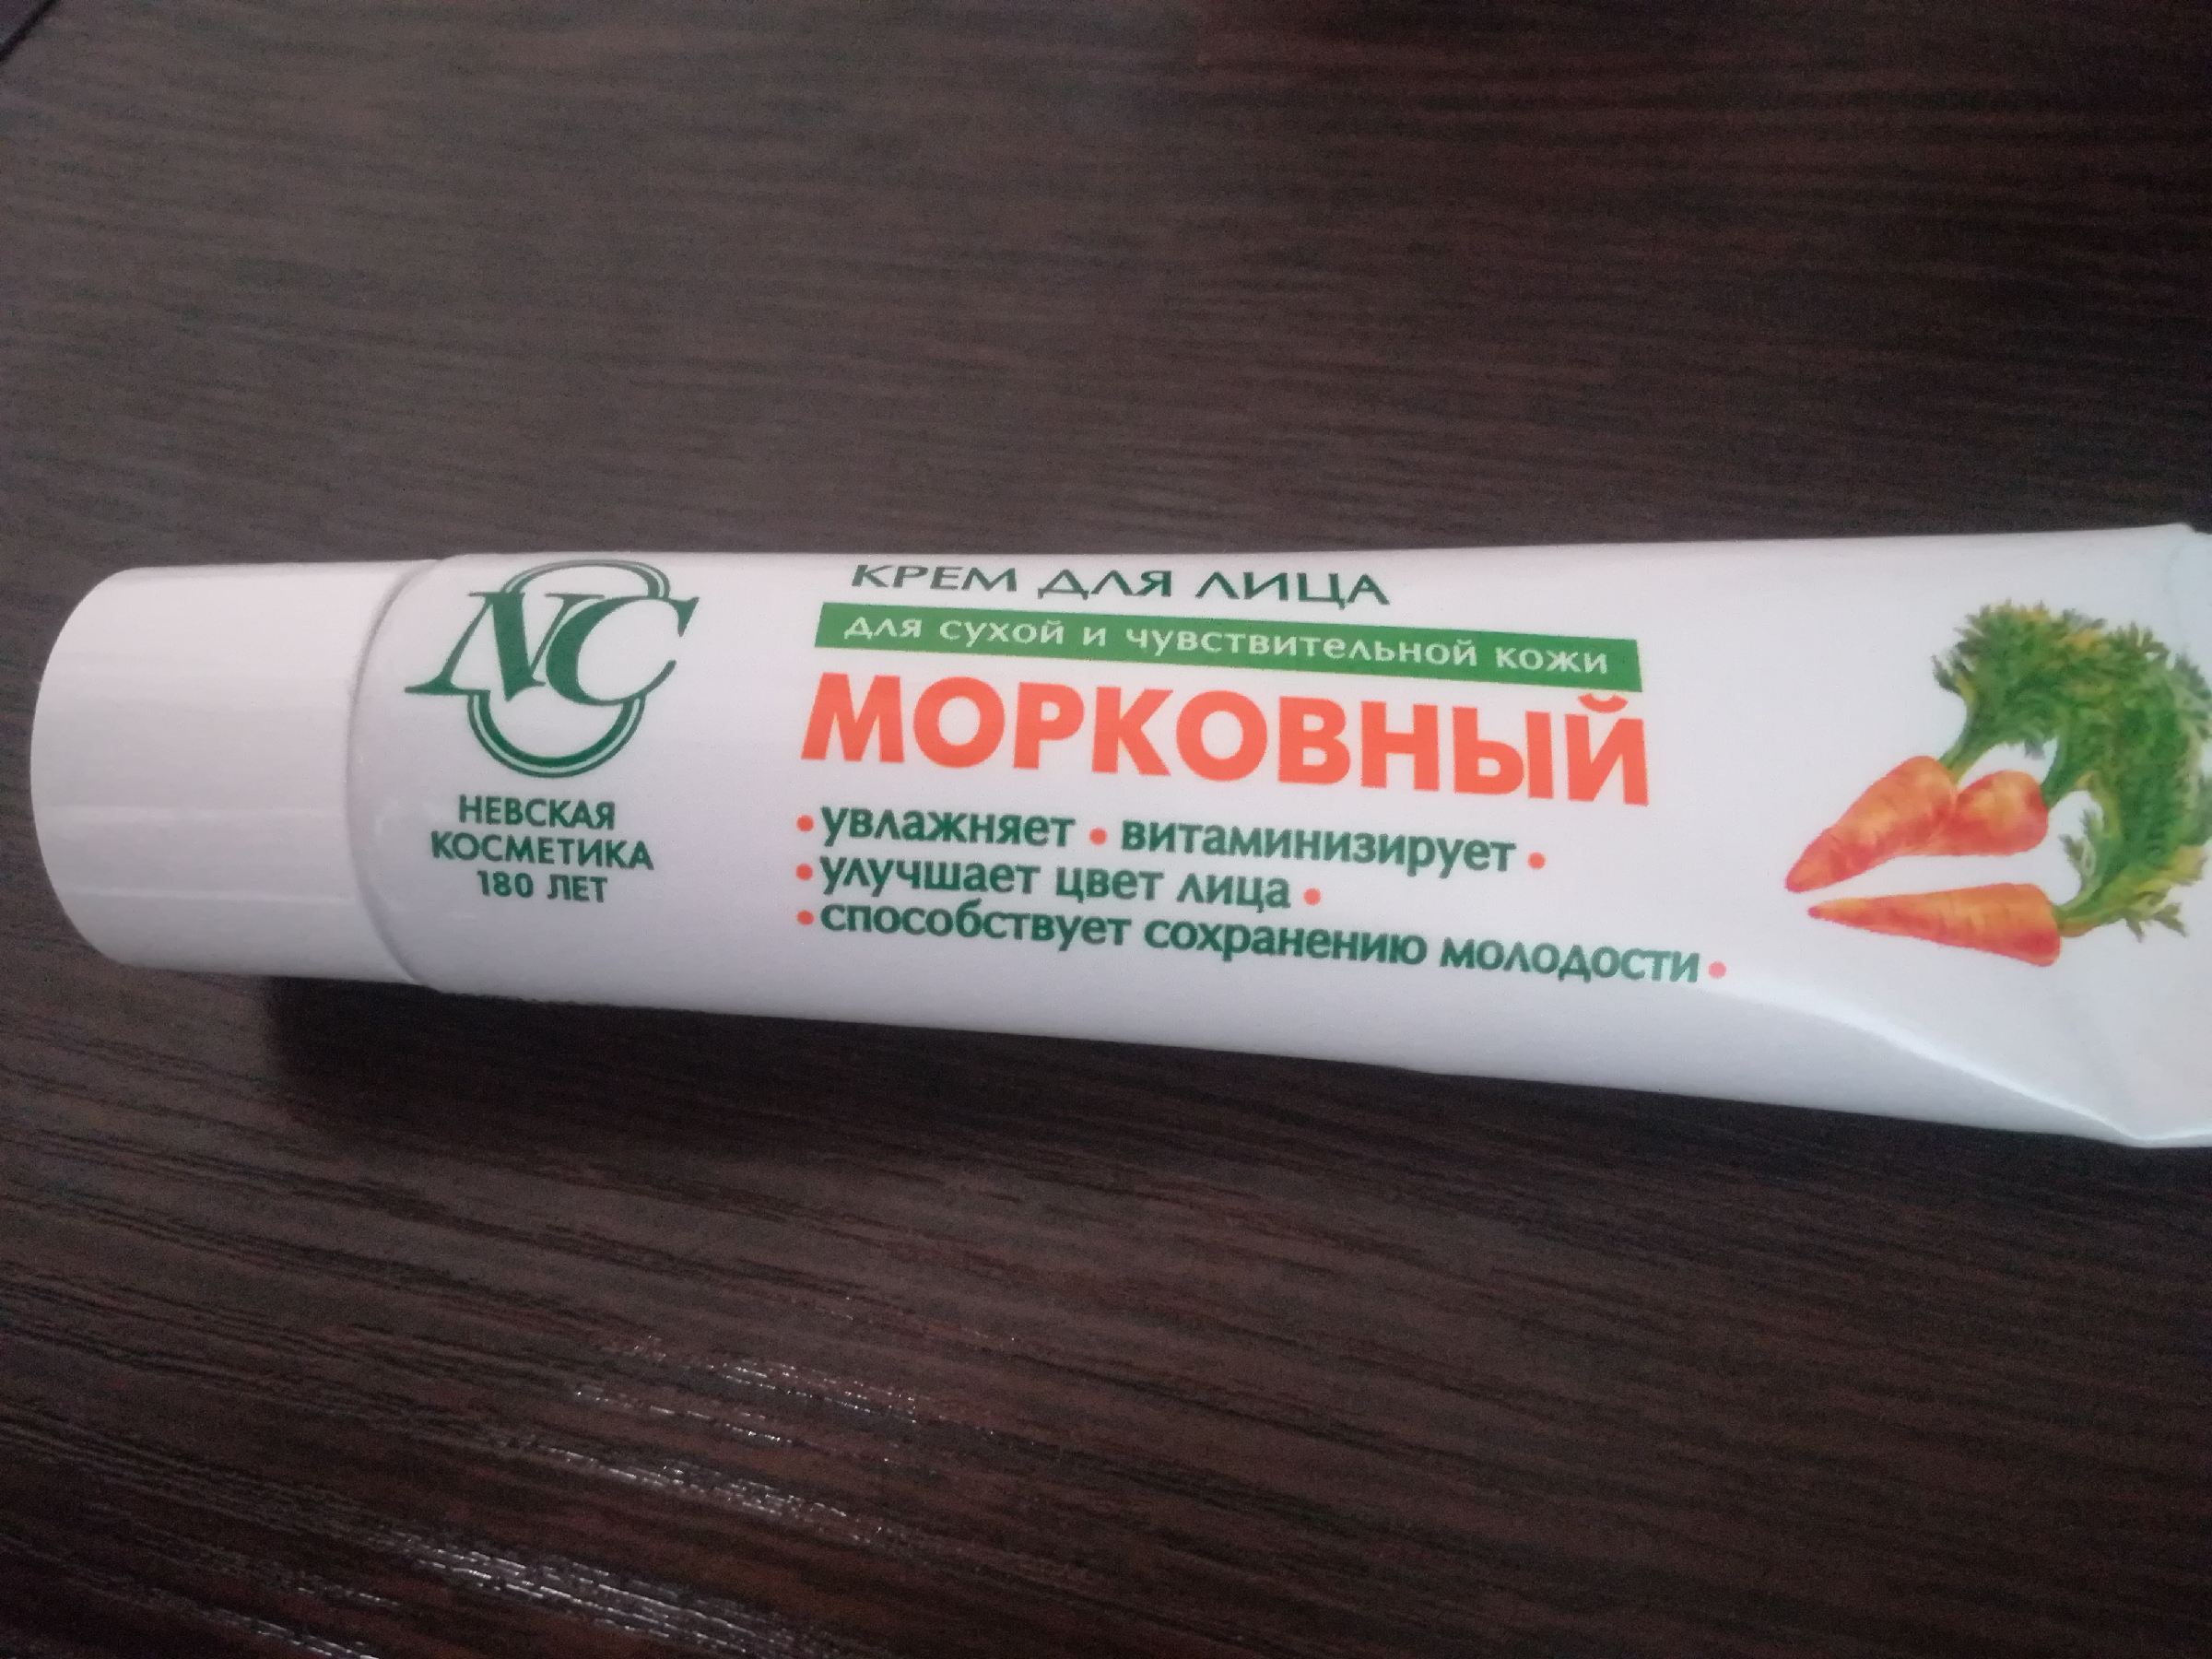 NC
НЕВСКАЯ
КОСМЕТИКА
180 ЛЕТ
КРЕМ ДЛЯ ЛИЦА
для сухой и чувствительной кожи
МОРКОВНЫЙ
•увлажняет • витаминизирует •
•улучшает цвет лица •
•способствует сохранению молодости •